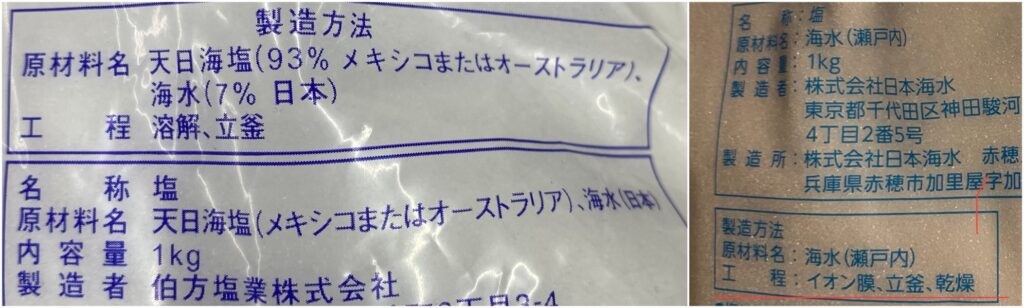 製造方法
原材料名 天日海塩(93% メキシコまたはオーストラリア)、
海水(7% 日本)
工 程 溶解、立釜
名 称 塩
原材料名 天日海塩(メキシコまたはオーストラリア)、海水(日本)
内容量 1kg
製造者 伯方塩業株式会社
名 称:塩
原材料名:海水(瀬戸内)
内容量:1kg
製造者:株式会社日本海水
東京都千代田区神田駿河
4丁目2番5号
製造所:株式会社日本海水 赤穂
兵庫県赤穂市加里屋字加
製造方法
原材料名:海水(瀬戸内)
工 程:イオン膜、立釜、乾燥